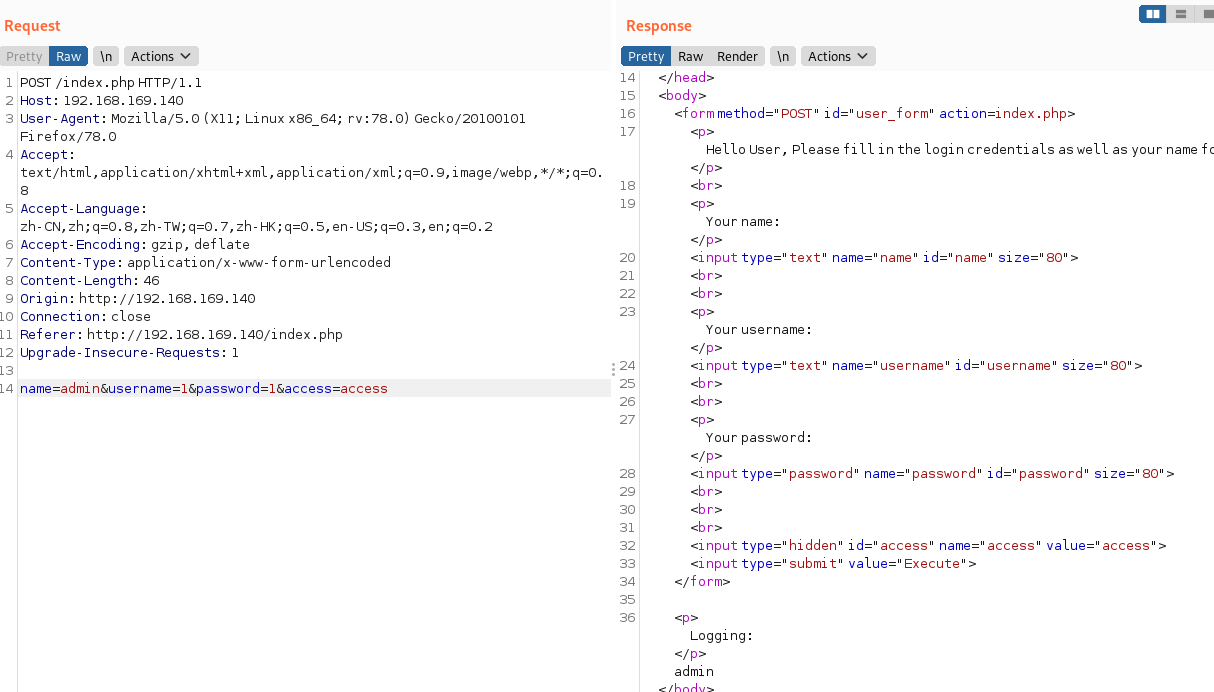 Request
Pretty Raw \n Actions
1 POST /index.php HTTP/1.1
2 Host: 192.168.169.140
3 User-Agent: Mozilla/5.0 (X11; Linux x86_64; rv:78.0) Gecko/20100101
Firefox/78.0
4 Accept:
text/html,application/xhtml+xml,application/xml;q=0.9,image/webp,*/*;q=0.
8
5 Accept-Language:
zh-CN,zh;q=0.8,zh-TW;q=0.7,zh-HK;q=0.5,en-US;q=0.3,en;q=0.2
6 Accept-Encoding: gzip, deflate
7 Content-Type: application/x-www-form-urlencoded
8 Content-Length: 46
9 Origin: http://192.168.169.140
10 Connection: close
11 Referer: http://192.168.169.140/index.php
12 Upgrade-Insecure-Requests: 1
13
14 name=admin&username=1&password=1&access=access
Response
Pretty Raw Render \n Actions
14 </head>
15 <body>
16 <form method="POST" id="user_form" action=index.php>
17 <p>
Hello User, Please fill in the login credentials as well as your name fo
</p>
18 <br>
19 <p>
Your name:
</p>
20 <input type="text" name="name" id="name" size="80">
21 <br>
22 <br>
23 <p>
Your username:
</p>
24 <input type="text" name="username" id="username" size="80">
25 <br>
26 <br>
27 <p>
Your password:
</p>
28 <input type="password" name="password" id="password" size="80">
29 <br>
30 <br>
31 <br>
32 <input type="hidden" id="access" name="access" value="access">
33 <input type="submit" value="Execute">
34 </form>
35
36 <p>
Logging:
</p>
admin
</body>